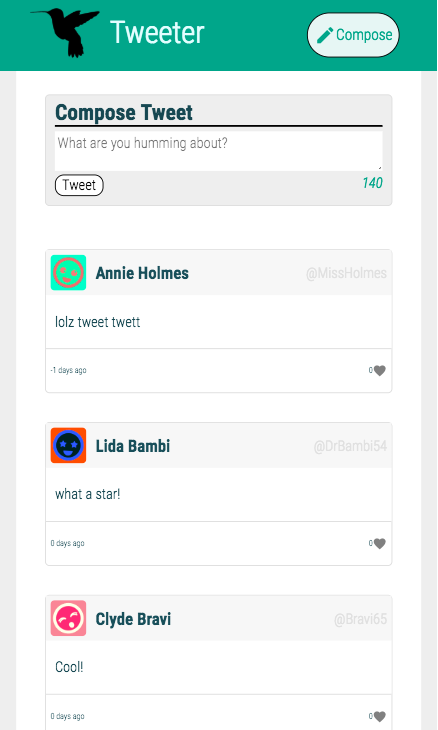 Tweeter
Compose
Compose Tweet
What are you humming about?
Tweet
140
Annie Holmes
@MissHolmes
lolz tweet twett
-1 days ago
0
Lida Bambi
@DrBambi54
what a star!
0 days ago
0
Clyde Bravi
@Bravi65
Cool!
0 days ago
0